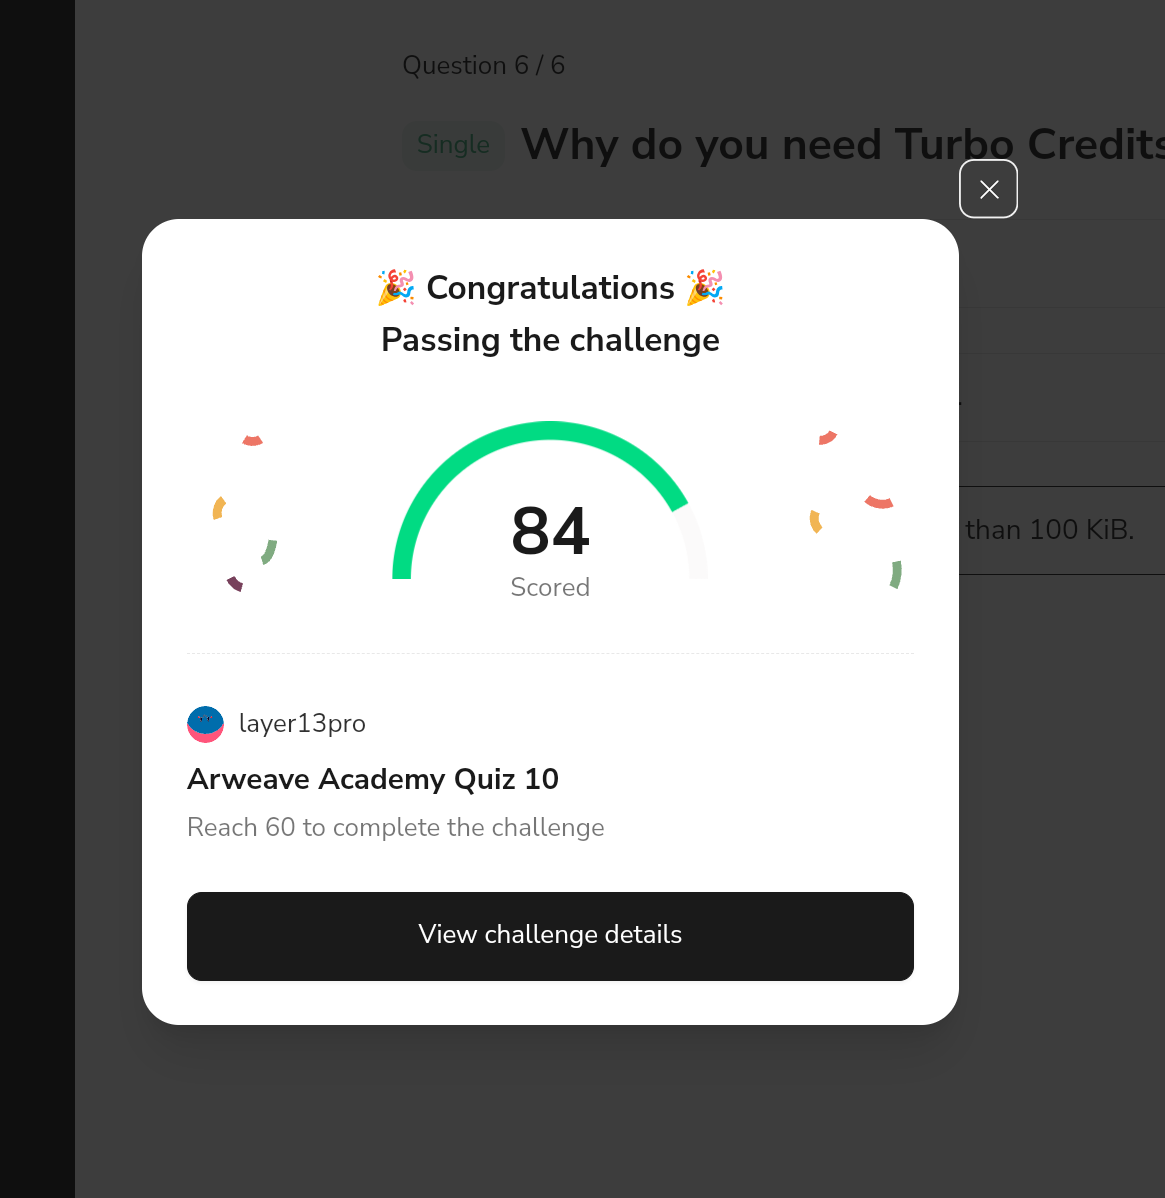 Question 6 / 6
Single Why do you need Turbo Credits
🎉 Congratulations 🎉
Passing the challenge
than 100 KiB.
84
Scored
layer13pro
Arweave Academy Quiz 10
Reach 60 to complete the challenge
View challenge details